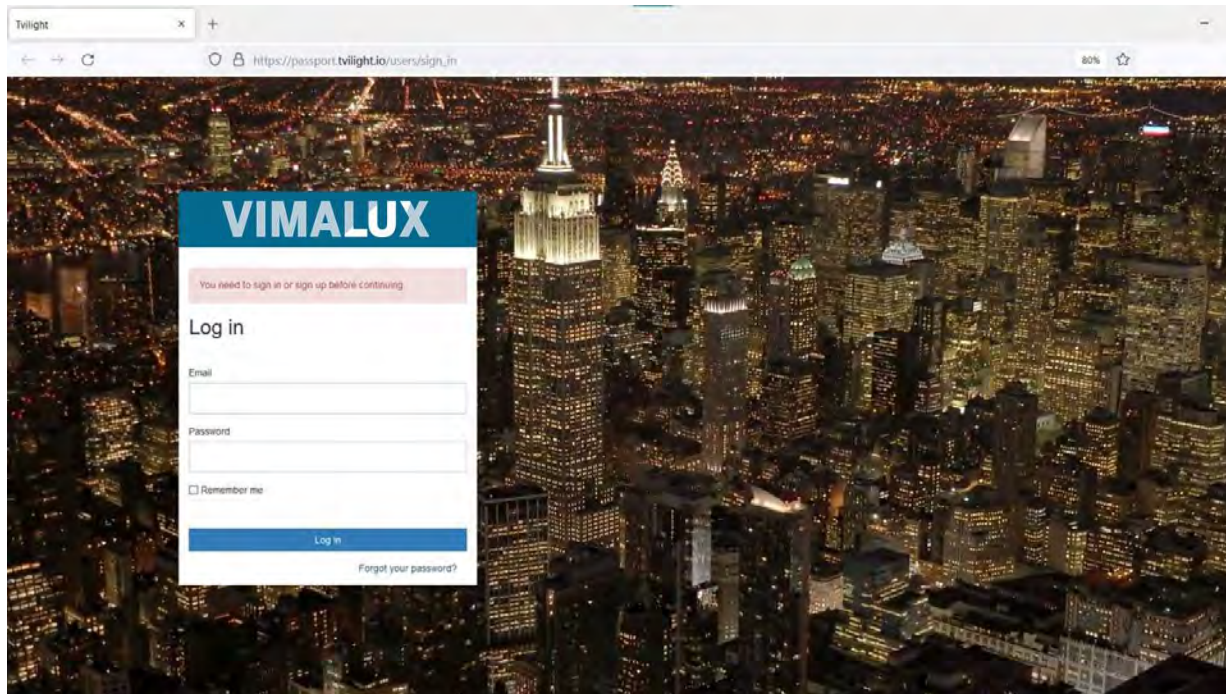 Tvilight
https://passport.tvilight.io/users/sign_in
80%
VIMALUX
You need to sign in or sign up before continuing.
Log in
Email
Password
Remember me
Log in
Forgot your password?